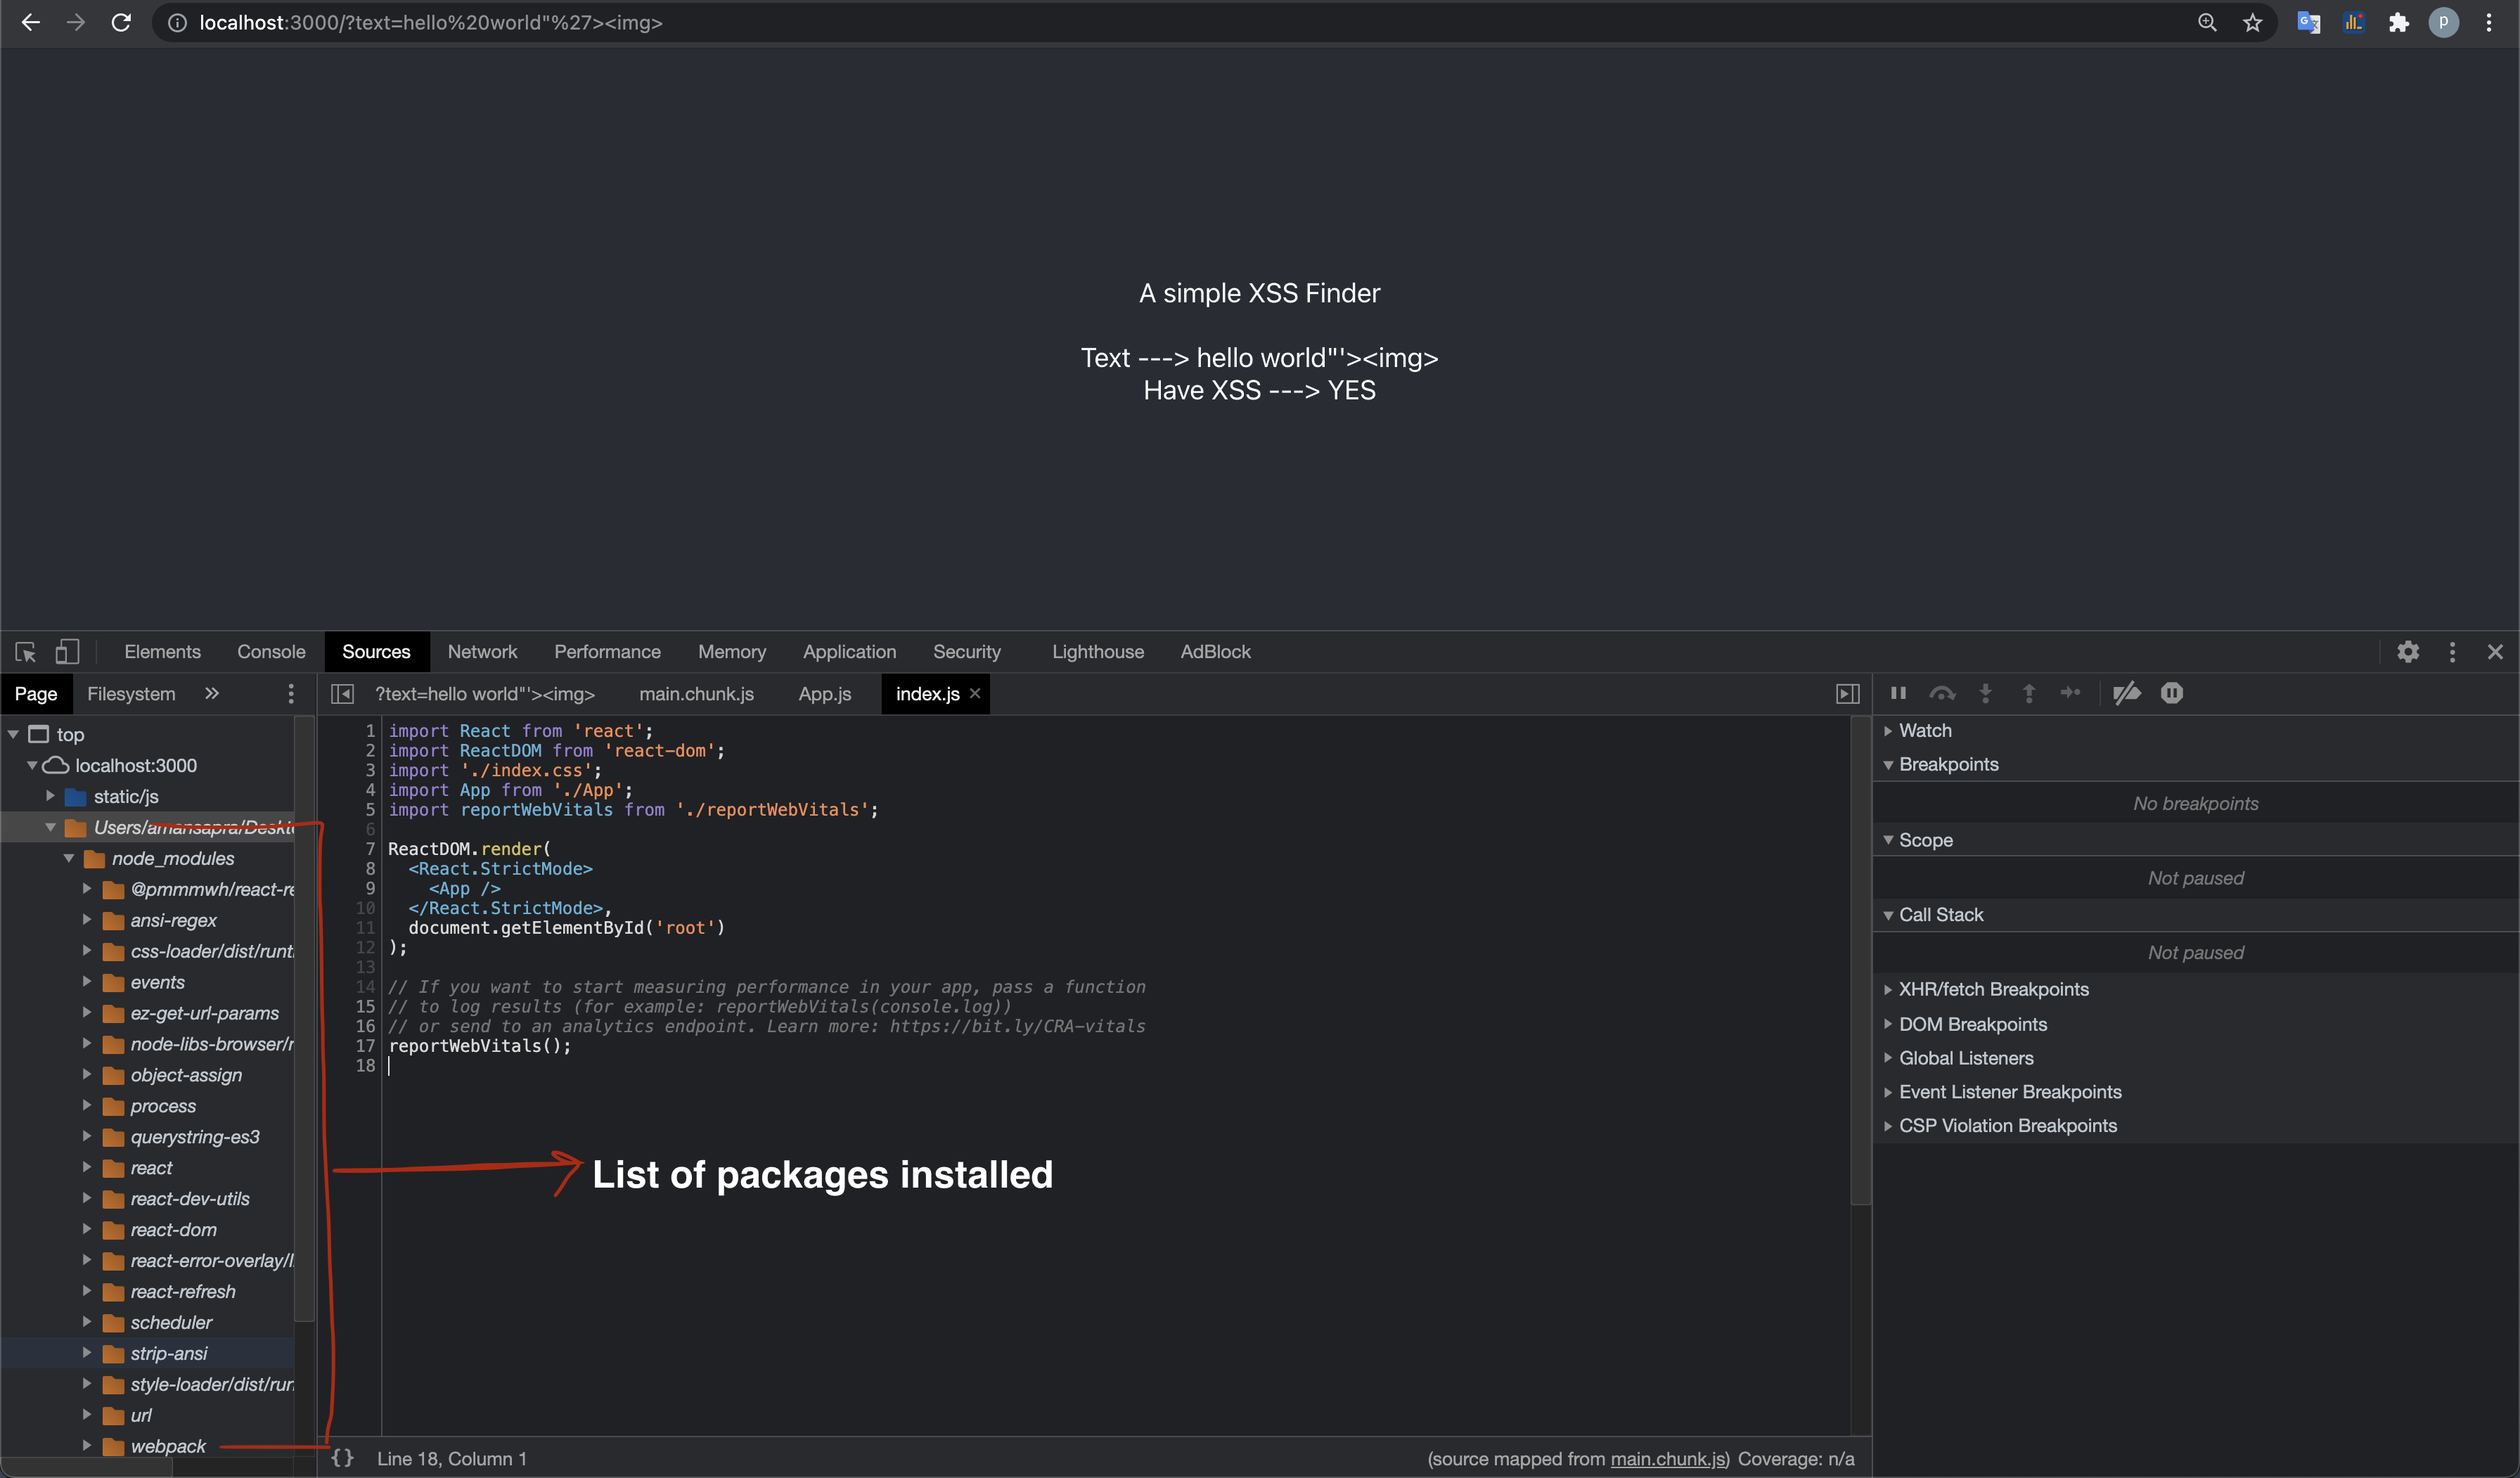 localhost:3000/?text=hello%20world"%27><img>
P
A simple XSS Finder
Text ---> hello world"'><img>
Have XSS ---> YES
Elements Console Sources Network Performance Memory Application Security Lighthouse AdBlock
Page Filesystem »
?text=hello world"'><img> main.chunk.js App.js index.js ×
top
localhost:3000
static/js
Users/amansapra/Deskt
node_modules
@pmmmwh/react-re
ansi-regex
css-loader/dist/runt
events
ez-get-url-params
node-libs-browser/r
object-assign
process
querystring-es3
react
react-dev-utils
react-dom
react-error-overlay/l
react-refresh
scheduler
strip-ansi
style-loader/dist/run
url
webpack
1 import React from 'react';
2 import ReactDOM from 'react-dom';
3 import './index.css';
4 import App from './App';
5 import reportWebVitals from './reportWebVitals';
6
7 ReactDOM.render(
8 <React.StrictMode>
9 <App />
10 </React.StrictMode>,
11 document.getElementById('root')
12 );
13
14 // If you want to start measuring performance in your app, pass a function
15 // to log results (for example: reportWebVitals(console.log))
16 // or send to an analytics endpoint. Learn more: https://bit.ly/CRA-vitals
17 reportWebVitals();
18
List of packages installed
{} Line 18, Column 1
(source mapped from main.chunk.js) Coverage: n/a
Watch
Breakpoints
No breakpoints
Scope
Not paused
Call Stack
Not paused
XHR/fetch Breakpoints
DOM Breakpoints
Global Listeners
Event Listener Breakpoints
CSP Violation Breakpoints